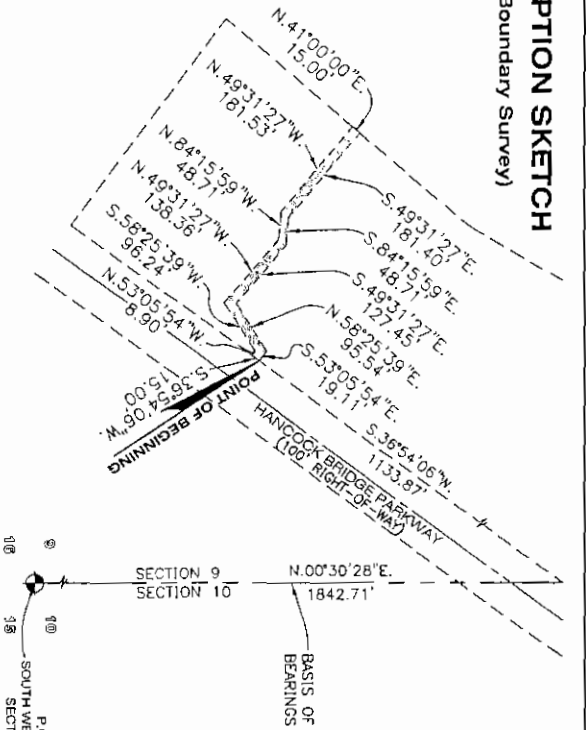 PTION SKETCH
Boundary Survey)
N.41°00'00"E.
15.00'
N.49°31'27"W.
181.53'
N.84°15'59"W.
48.71'
N.49°31'27"W.
138.36'
S.58°25'39"W.
96.24'
N.53°05'54"W.
8.90'
S.36°54'06"W.
15.00'
POINT OF BEGINNING
S.49°31'27"E.
181.40'
S.84°15'59"E.
48.71'
S.49°31'27"E.
127.45'
N.58°25'39"E.
95.54'
S.53°05'54"E.
19.11'
S.36°54'06"W.
1133.87'
HANCOCK BRIDGE PARKWAY
(100' RIGHT-OF-WAY)
SECTION 9
SECTION 10
N.00°30'28"E.
1842.71'
BASIS OF
BEARINGS
9
10
16
15
P.
SOUTH WE
SECT